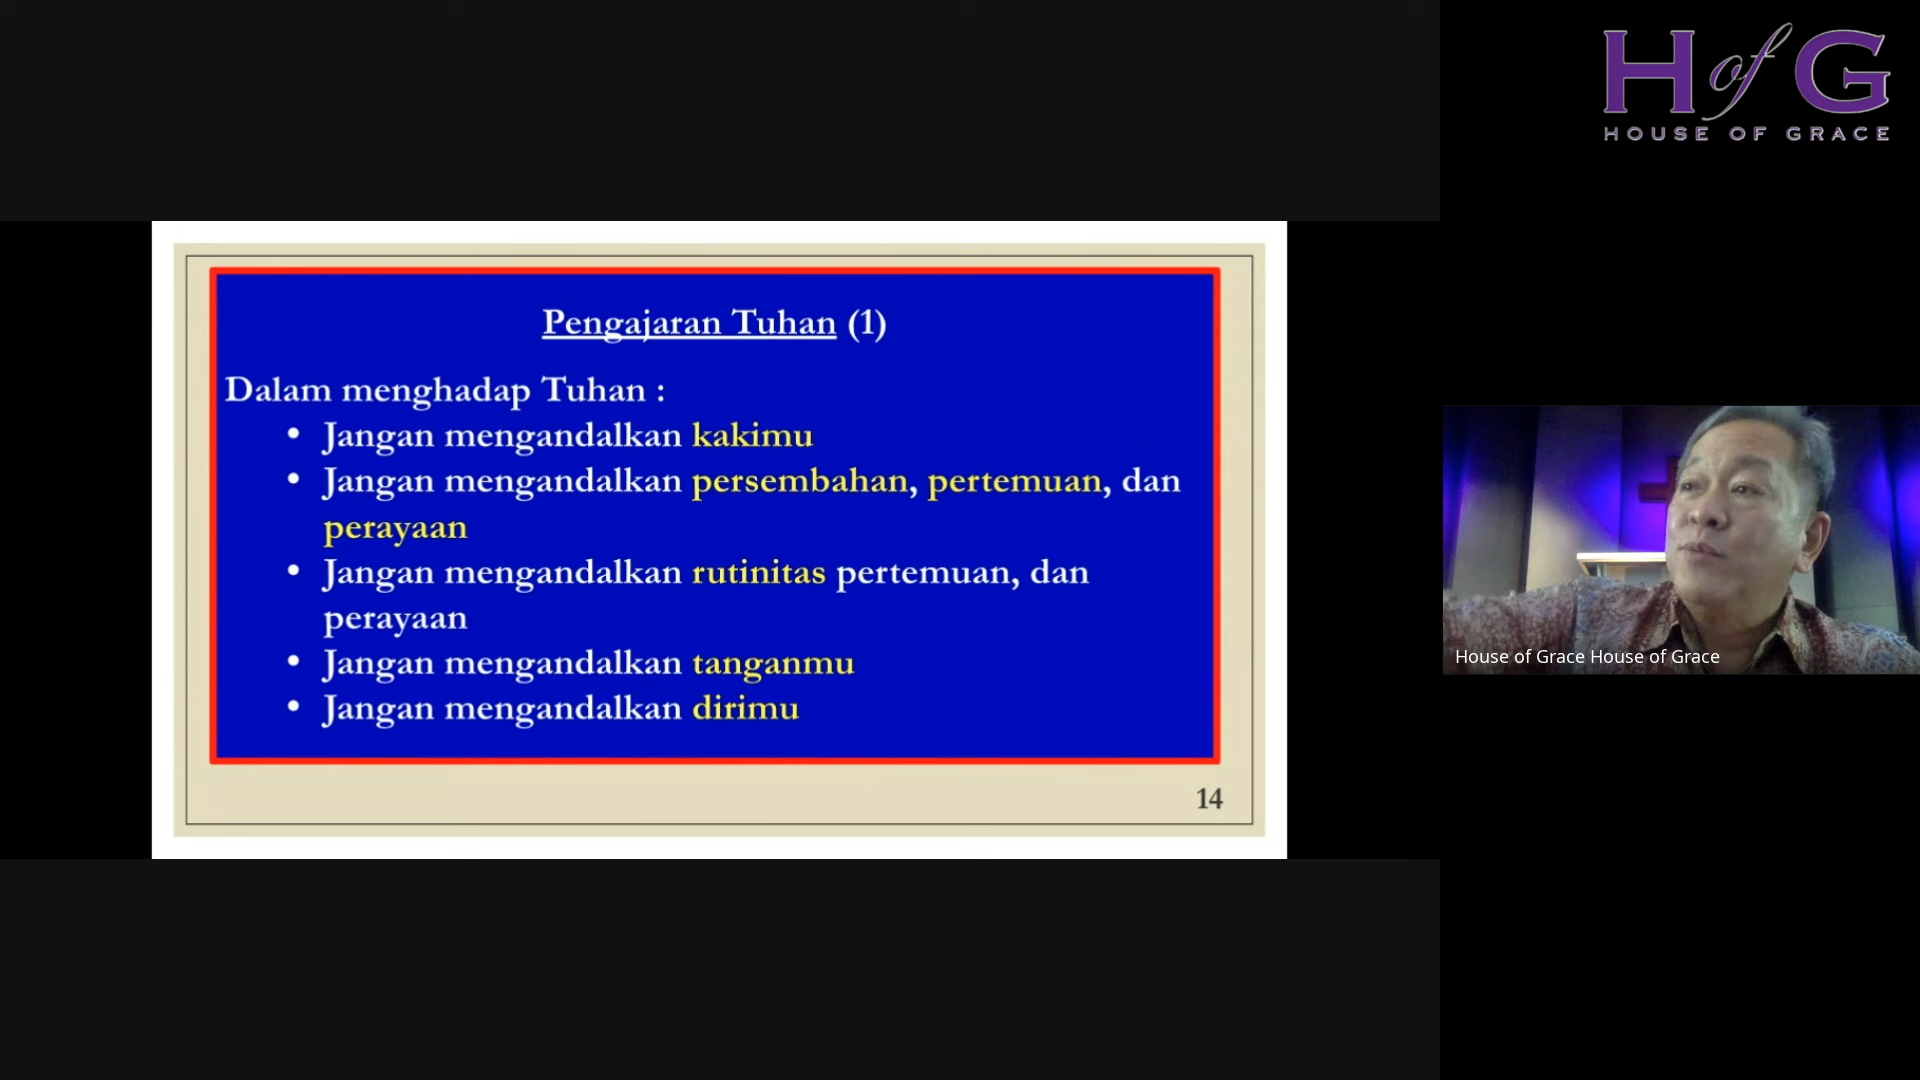 H of G
HOUSE OF GRACE
Pengajaran Tuhan (1)
Dalam menghadap Tuhan :
• Jangan mengandalkan kakimu
• Jangan mengandalkan persembahan, pertemuan, dan
perayaan
• Jangan mengandalkan rutinitas pertemuan, dan
perayaan
• Jangan mengandalkan tanganmu
• Jangan mengandalkan dirimu
14
House of Grace House of Grace